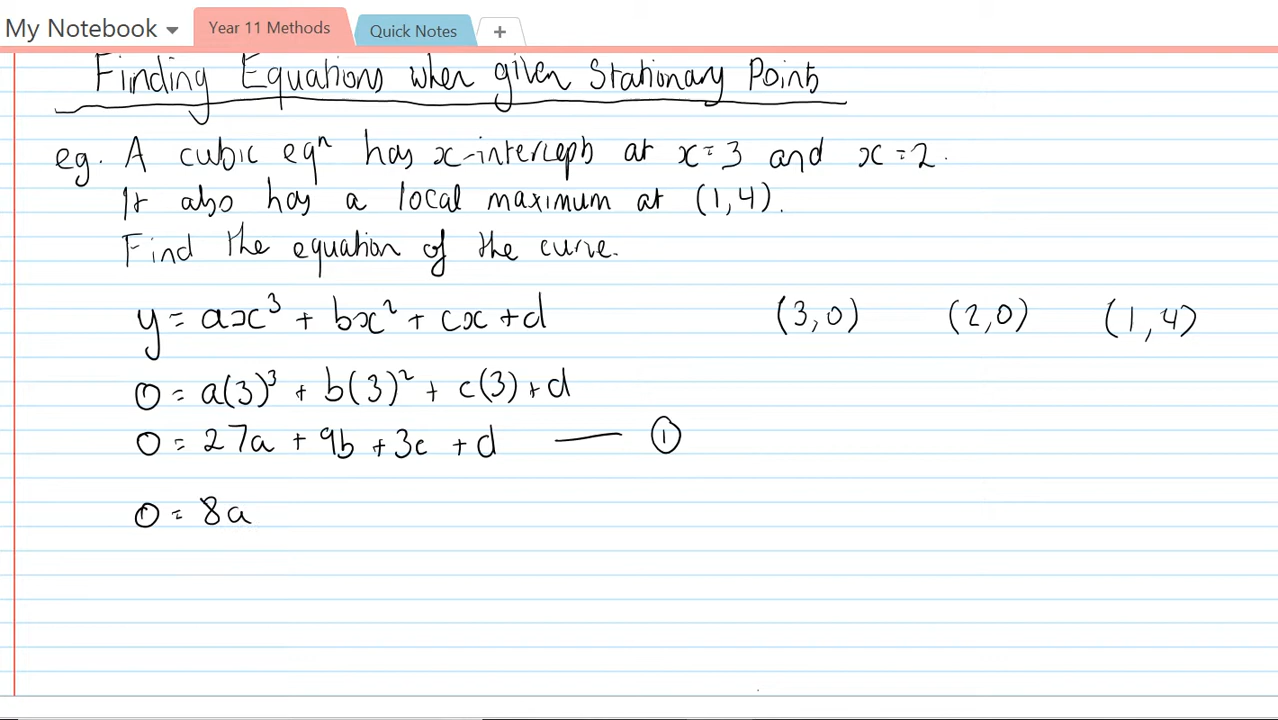 My Notebook Year 11 Methods Quick Notes +
Finding Equations when given Stationary Points
eg. A cubic eqⁿ has x-intercepts at x=3 and x=2.
It also has a local maximum at (1,4).
Find the equation of the curve.
y = ax³ + bx² + cx + d (3,0) (2,0) (1,4)
0 = a(3)³ + b(3)² + c(3) + d
0 = 27a + 9b + 3c + d —— ①
0 = 8a